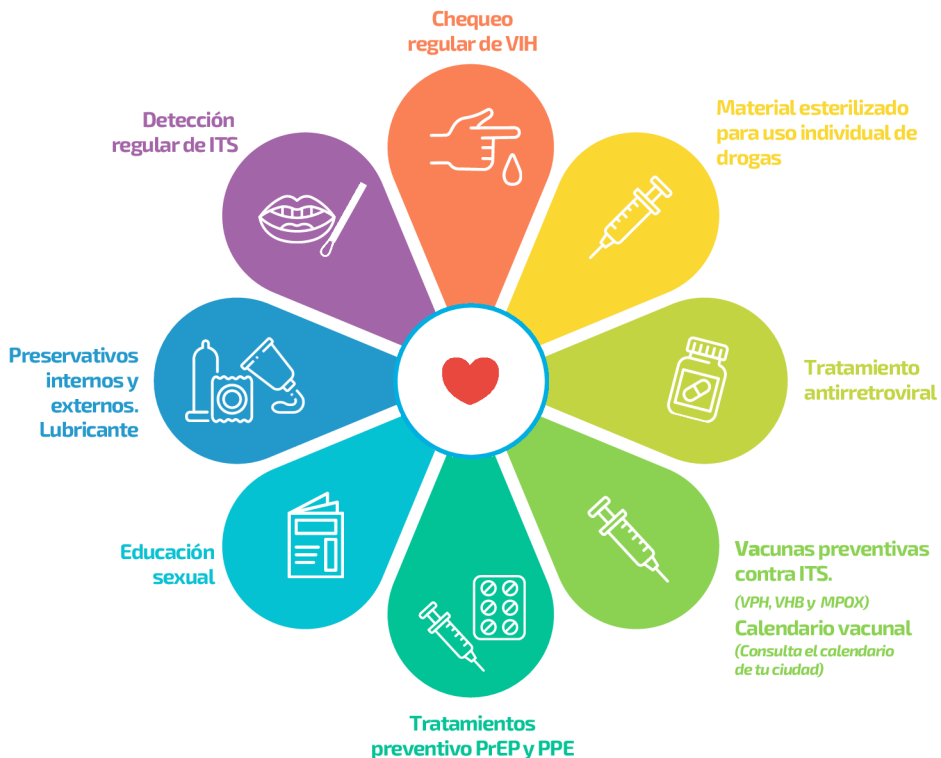 Chequeo
regular de VIH
Material esterilizado
para uso individual de
drogas
Tratamiento
antirretroviral
Vacunas preventivas
contra ITS.
(VPH, VHB y MPOX)
Calendario vacunal
(Consulta el calendario
de tu ciudad)
Tratamientos
preventivo PrEP y PPE
Educación
sexual
Preservativos
internos y
externos.
Lubricante
Detección
regular de ITS